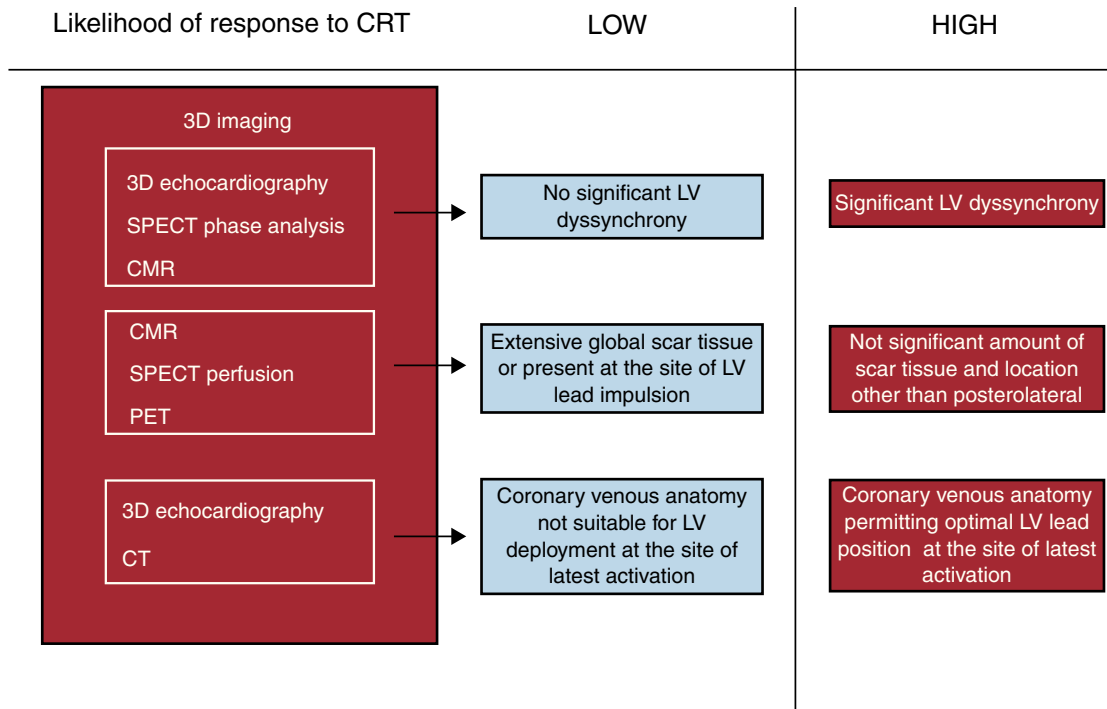 Likelihood of response to CRT
LOW
HIGH
3D imaging
3D echocardiography
SPECT phase analysis
CMR
No significant LV
dyssynchrony
Significant LV dyssynchrony
CMR
SPECT perfusion
PET
Extensive global scar tissue
or present at the site of LV
lead impulsion
Not significant amount of
scar tissue and location
other than posterolateral
3D echocardiography
CT
Coronary venous anatomy
not suitable for LV
deployment at the site of
latest activation
Coronary venous anatomy
permitting optimal LV lead
position at the site of latest
activation